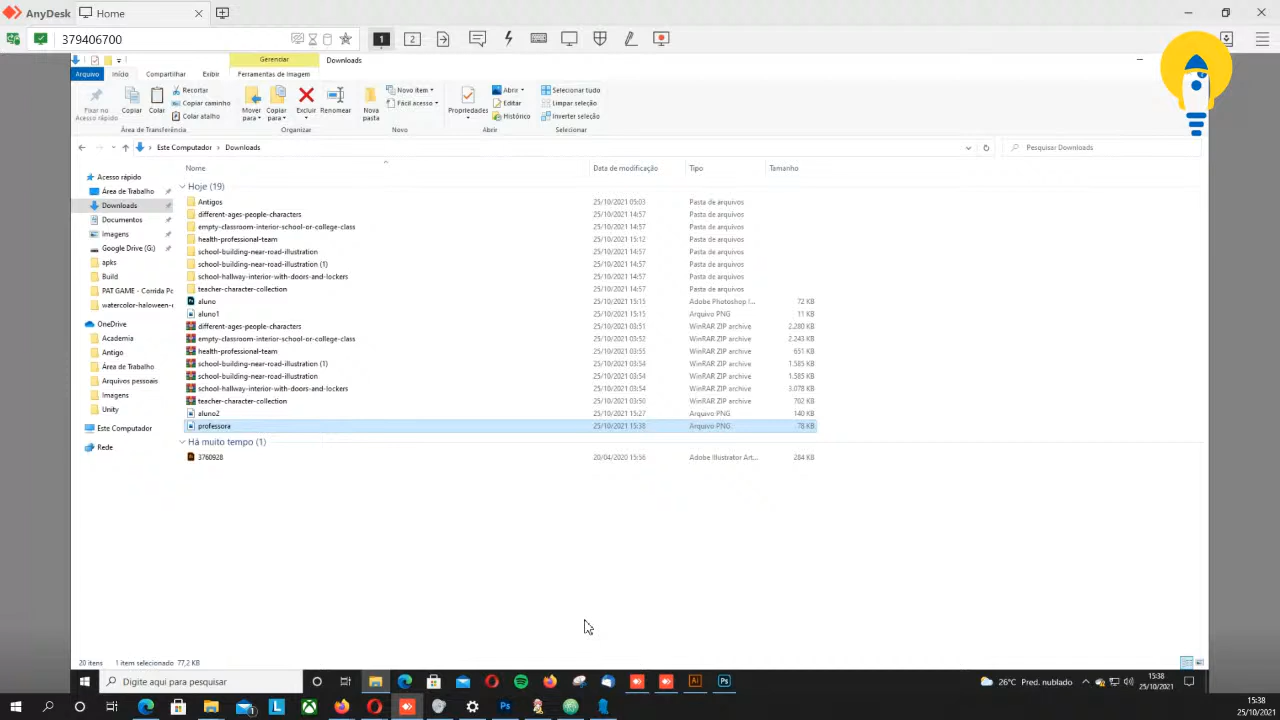 AnyDesk Home
379406700
Gerenciar Downloads
Arquivo Início Compartilhar Exibir Ferramentas de Imagem
Fixar no Acesso rápido
Copiar
Colar
Recortar
Copiar caminho
Colar atalho
Área de Transferência
Mover para
Copiar para
Excluir
Renomear
Organizar
Nova pasta
Novo item
Fácil acesso
Novo
Propriedades
Abrir
Editar
Histórico
Abrir
Selecionar tudo
Limpar seleção
Inverter seleção
Selecionar
Este Computador > Downloads
Pesquisar Downloads
Nome Data de modificação Tipo Tamanho
Acesso rápido
Área de Trabalho
Downloads
Documentos
Imagens
Google Drive (G:)
apks
Build
PAT GAME - Corrida Pc
watercolor-haloween-c
OneDrive
Academia
Antigo
Área de Trabalho
Arquivos pessoais
Imagens
Unity
Este Computador
Rede
Hoje (19)
Antigos 25/10/2021 05:03 Pasta de arquivos
different-ages-people-characters 25/10/2021 14:57 Pasta de arquivos
empty-classroom-interior-school-or-college-class 25/10/2021 14:57 Pasta de arquivos
health-professional-team 25/10/2021 15:12 Pasta de arquivos
school-building-near-road-illustration 25/10/2021 14:57 Pasta de arquivos
school-building-near-road-illustration (1) 25/10/2021 14:57 Pasta de arquivos
school-hallway-interior-with-doors-and-lockers 25/10/2021 14:57 Pasta de arquivos
teacher-character-collection 25/10/2021 14:57 Pasta de arquivos
aluno 25/10/2021 15:15 Adobe Photoshop I... 72 KB
aluno1 25/10/2021 15:15 Arquivo PNG 11 KB
different-ages-people-characters 25/10/2021 03:51 WinRAR ZIP archive 2.280 KB
empty-classroom-interior-school-or-college-class 25/10/2021 03:52 WinRAR ZIP archive 2.243 KB
health-professional-team 25/10/2021 03:55 WinRAR ZIP archive 651 KB
school-building-near-road-illustration (1) 25/10/2021 03:54 WinRAR ZIP archive 1.585 KB
school-building-near-road-illustration 25/10/2021 03:54 WinRAR ZIP archive 1.585 KB
school-hallway-interior-with-doors-and-lockers 25/10/2021 03:54 WinRAR ZIP archive 3.078 KB
teacher-character-collection 25/10/2021 03:50 WinRAR ZIP archive 702 KB
aluno2 25/10/2021 15:27 Arquivo PNG 140 KB
professora 25/10/2021 15:38 Arquivo PNG 78 KB
Há muito tempo (1)
3760928 20/04/2020 15:56 Adobe Illustrator Art... 284 KB
20 itens 1 item selecionado 77,2 KB
Digite aqui para pesquisar
26°C Pred. nublado
15:38
25/10/2021
15:38
25/10/2021